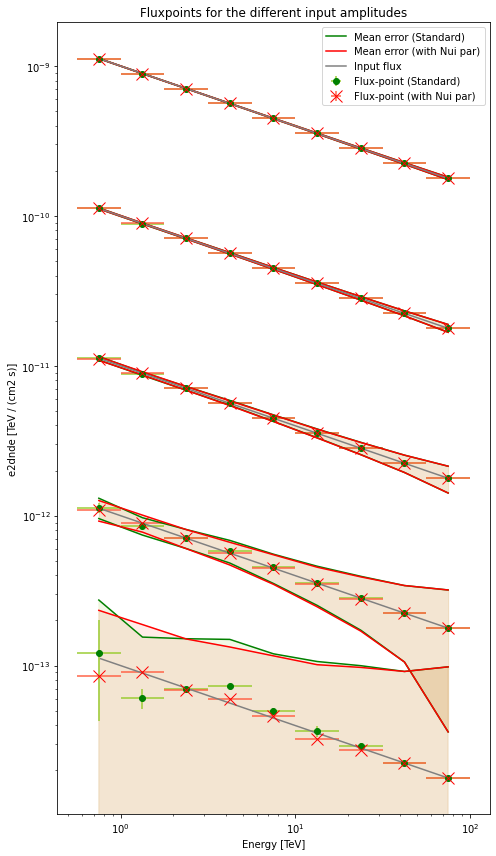 Fluxpoints for the different input amplitudes
Mean error (Standard)
Mean error (with Nui par)
Input flux
Flux-point (Standard)
Flux-point (with Nui par)
10⁻⁹
10⁻¹⁰
10⁻¹¹
10⁻¹²
10⁻¹³
e2dnde [TeV / (cm2 s)]
10⁰ 10¹ 10²
Energy [TeV]